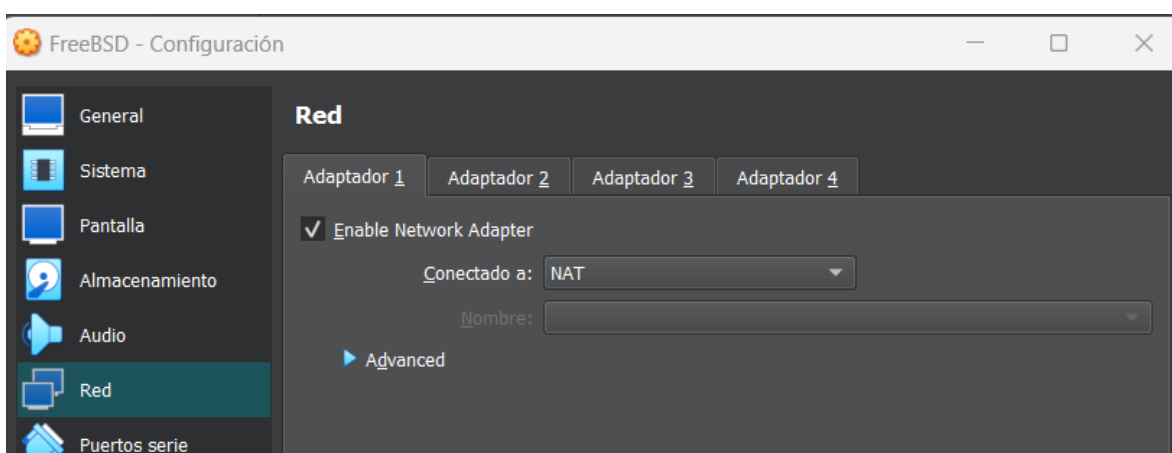 FreeBSD - Configuración
General
Sistema
Pantalla
Almacenamiento
Audio
Red
Puertos serie
Red
Adaptador 1 Adaptador 2 Adaptador 3 Adaptador 4
Enable Network Adapter
Conectado a: NAT
Nombre:
Advanced